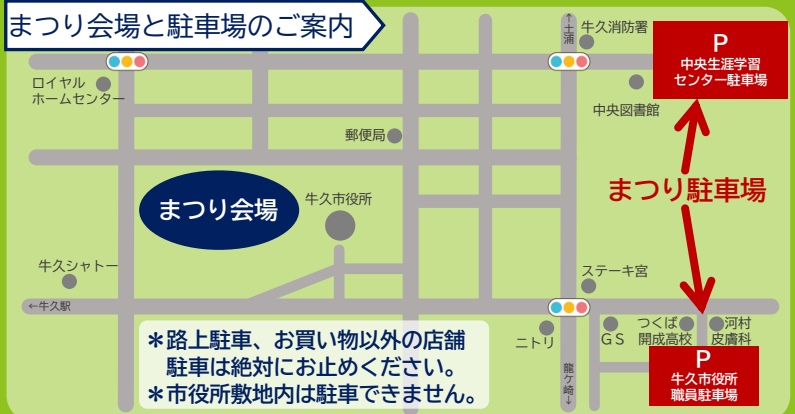 まつり会場と駐車場のご案内
←土浦
牛久消防署
P
中央生涯学習
センター駐車場
ロイヤル
ホームセンター
中央図書館
郵便局
まつり駐車場
まつり会場
牛久市役所
牛久シャトー
ステーキ宮
←牛久駅
＊路上駐車、お買い物以外の店舗
駐車は絶対にお止めください。
＊市役所敷地内は駐車できません。
ニトリ
GS
つくば
開成高校
河村
皮膚科
龍ケ崎→
P
牛久市役所
職員駐車場